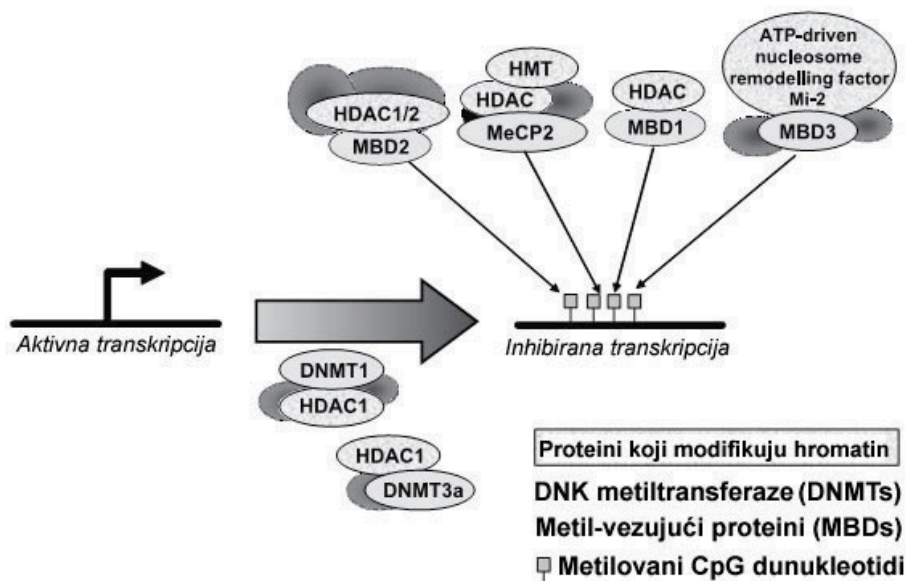 ATP-driven
nucleosome
remodelling factor
Mi-2
HMT
HDAC
HDAC
HDAC1/2
MBD2
MeCP2
MBD1
MBD3
Aktivna transkripcija
Inhibirana transkripcija
DNMT1
HDAC1
HDAC1
DNMT3a
Proteini koji modifikuju hromatin
DNK metiltransferaze (DNMTs)
Metil-vezujući proteini (MBDs)
Metilovani CpG dunukleotidi